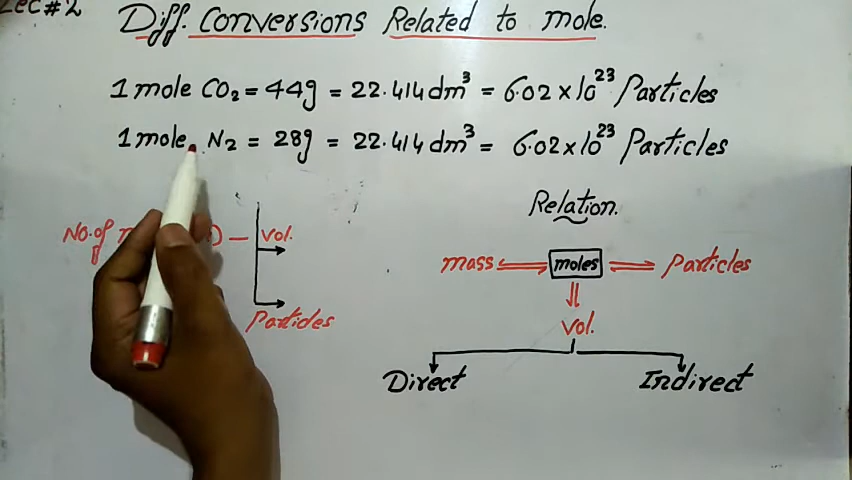 Lec #2
Diff. Conversions Related to mole.
1 mole CO₂ = 44g = 22.414 dm³ = 6.02 × 10²³ Particles
1 mole N₂ = 28g = 22.414 dm³ = 6.02 × 10²³ Particles
Relation.
No. of
Vol.
Particles
mass moles Particles
Vol.
Direct Indirect